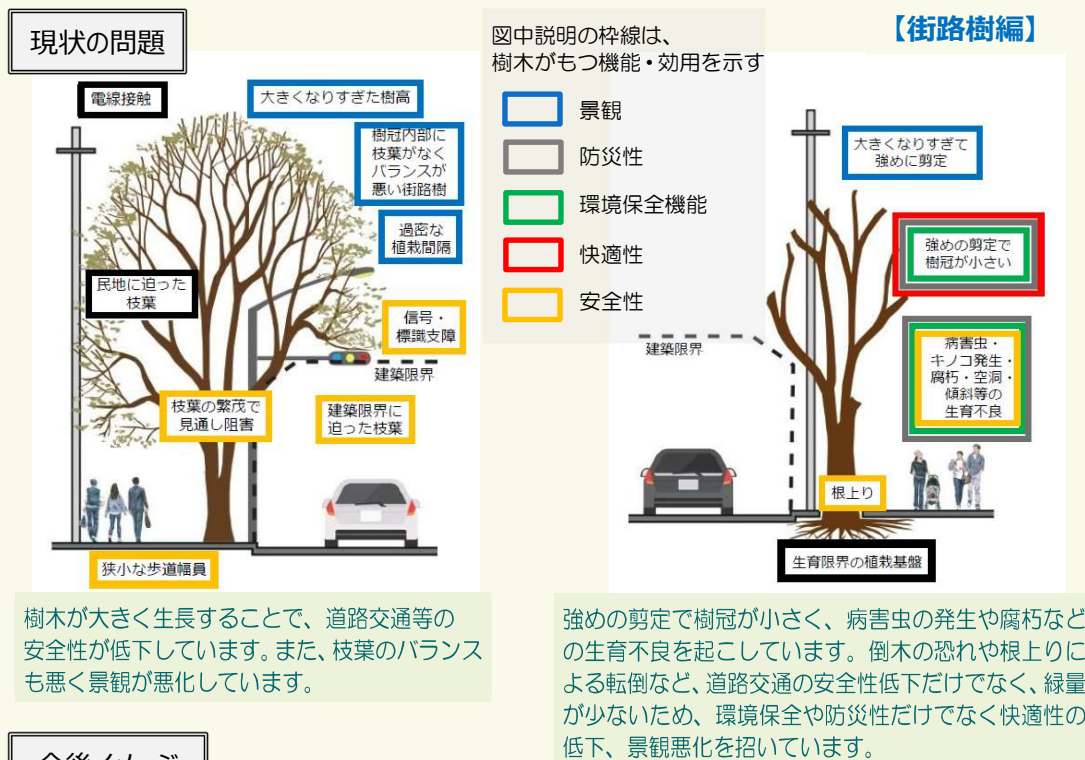 現状の問題
図中説明の枠線は、
樹木がもつ機能・効用を示す
景観
防災性
環境保全機能
快適性
安全性
【街路樹編】
電線接触
大きくなりすぎた樹高
樹冠内部に
枝葉がなく
バランスが
悪い街路樹
過密な
植栽間隔
民地に迫った
枝葉
信号・
標識支障
建築限界
枝葉の繁茂で
見通し阻害
建築限界に
迫った枝葉
狭小な歩道幅員
大きくなりすぎて
強めに剪定
強めの剪定で
樹冠が小さい
建築限界
病害虫・
キノコ発生・
腐朽・空洞・
傾斜等の
生育不良
根上り
生育限界の植栽基盤
樹木が大きく生長することで、道路交通等の
安全性が低下しています。また、枝葉のバランス
も悪く景観が悪化しています。
強めの剪定で樹冠が小さく、病害虫の発生や腐朽など
の生育不良を起こしています。倒木の恐れや根上りに
よる転倒など、道路交通の安全性低下だけでなく、緑量
が少ないため、環境保全や防災性だけでなく快適性の
低下、景観悪化を招いています。
今後イメージ